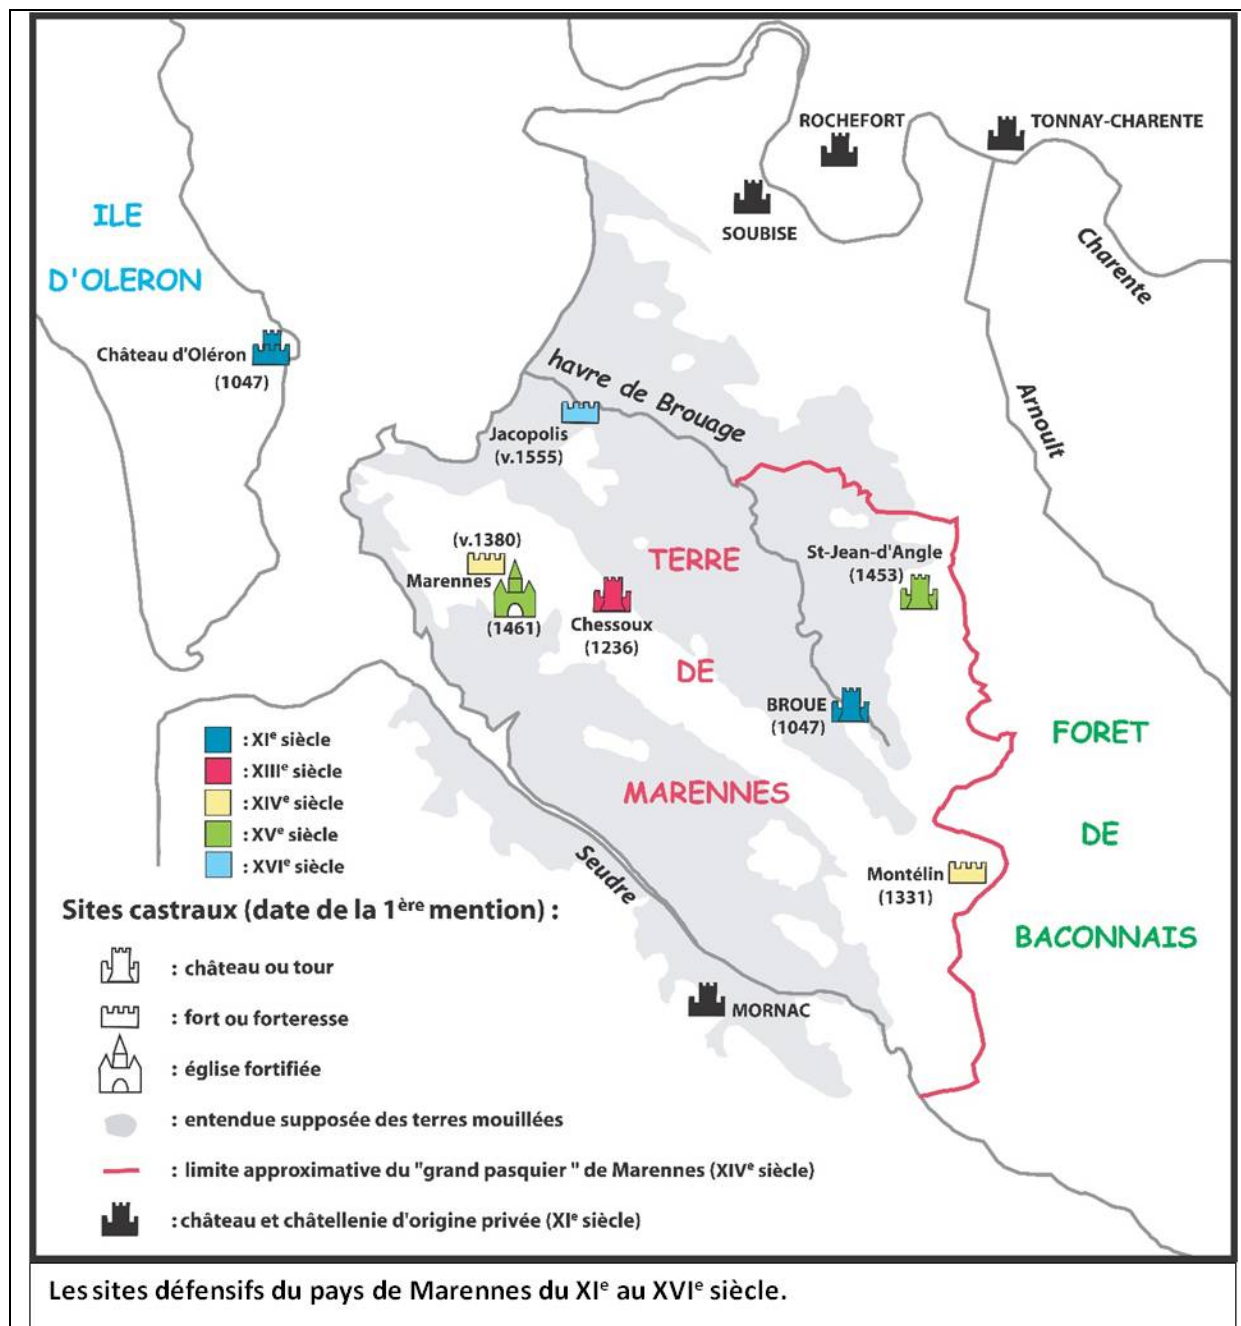 ROCHEFORT
TONNAY-CHARENTE
SOUBISE
Charente
ILE
D'OLERON
Château d'Oléron
(1047)
havre de Brouage
Arnoult
Jacopolis
(v.1555)
(v.1380)
Marennes
(1461)
TERRE
St-Jean-d'Angle
(1453)
Chessoux
(1236)
DE
BROUE
(1047)
MARENNES
FORET
DE
BACONNAIS
Montélin
(1331)
Seudre
MORNAC
: XIe siècle
: XIIIe siècle
: XIVe siècle
: XVe siècle
: XVIe siècle
Sites castraux (date de la 1ère mention) :
: château ou tour
: fort ou forteresse
: église fortifiée
: entendue supposée des terres mouillées
: limite approximative du "grand pasquier " de Marennes (XIVe siècle)
: château et châtellenie d'origine privée (XIe siècle)
Les sites défensifs du pays de Marennes du XIe au XVIe siècle.